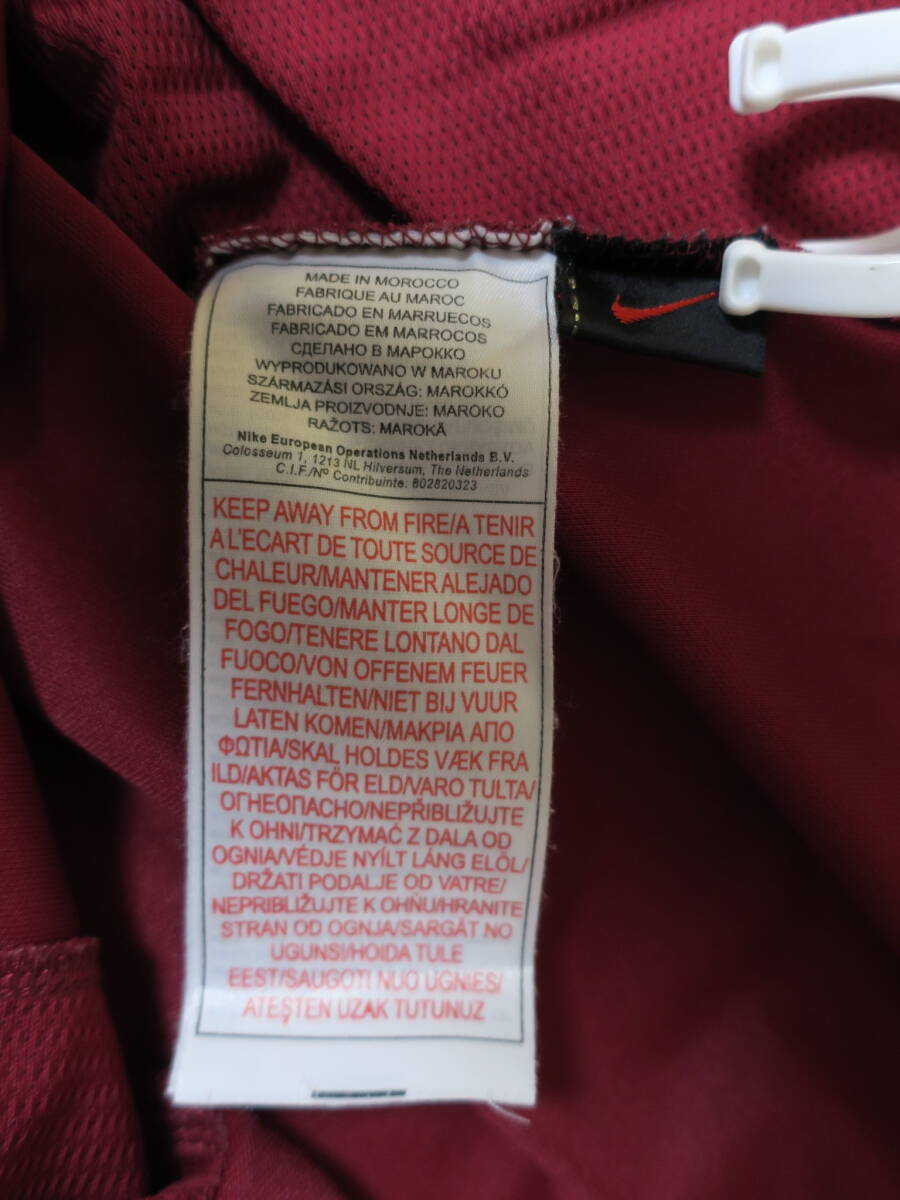 MADE IN MOROCCO
FABRIQUE AU MAROC
FABRICADO EN MARRUECOS
FABRICADO EM MARROCOS
СДЕЛАНО В МАРОККО
WYPRODUKOWANO W MAROKU
SZÁRMAZÁSI ORSZÁG: MAROKKÓ
ZEMLJA PROIZVODNJE: MAROKO
RAŽOTS: MAROKĀ
Nike European Operations Netherlands B.V.
Colosseum 1, 1213 NL Hilversum, The Netherlands
C.I.F./Nº Contribuinte: 802820323
KEEP AWAY FROM FIRE/A TENIR
A L'ECART DE TOUTE SOURCE DE
CHALEUR/MANTENER ALEJADO
DEL FUEGO/MANTER LONGE DE
FOGO/TENERE LONTANO DAL
FUOCO/VON OFFENEM FEUER
FERNHALTEN/NIET BIJ VUUR
LATEN KOMEN/ΜΑΚΡΙΑ ΑΠΟ
ΦΩΤΙΑ/SKAL HOLDES VÆK FRA
ILD/AKTAS FÖR ELD/VARO TULTA/
ОГНЕОПАСНО/NEPŘIBLIŽUJTE
K OHNI/TRZYMAĆ Z DALA OD
OGNIA/VÉDJE NYÍLT LÁNG ELŐL/
DRŽATI PODALJE OD VATRE/
NEPRIBLIŽUJTE K OHŇU/HRANITE
STRAN OD OGNJA/SARGĀT NO
UGUNSI/HOIDA TULE
EEST/SAUGOTI NUO UGNIES/
ATEŞTEN UZAK TUTUNUZ